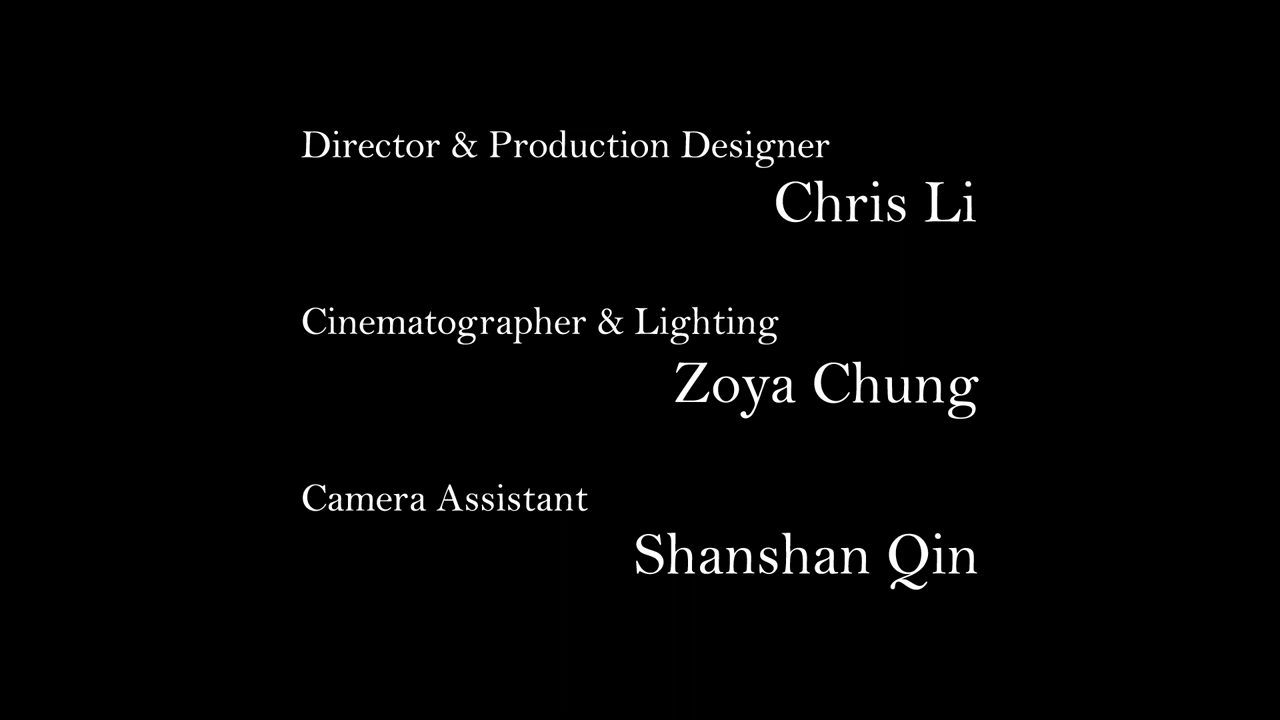 Director & Production Designer
Chris Li
Cinematographer & Lighting
Zoya Chung
Camera Assistant
Shanshan Qin